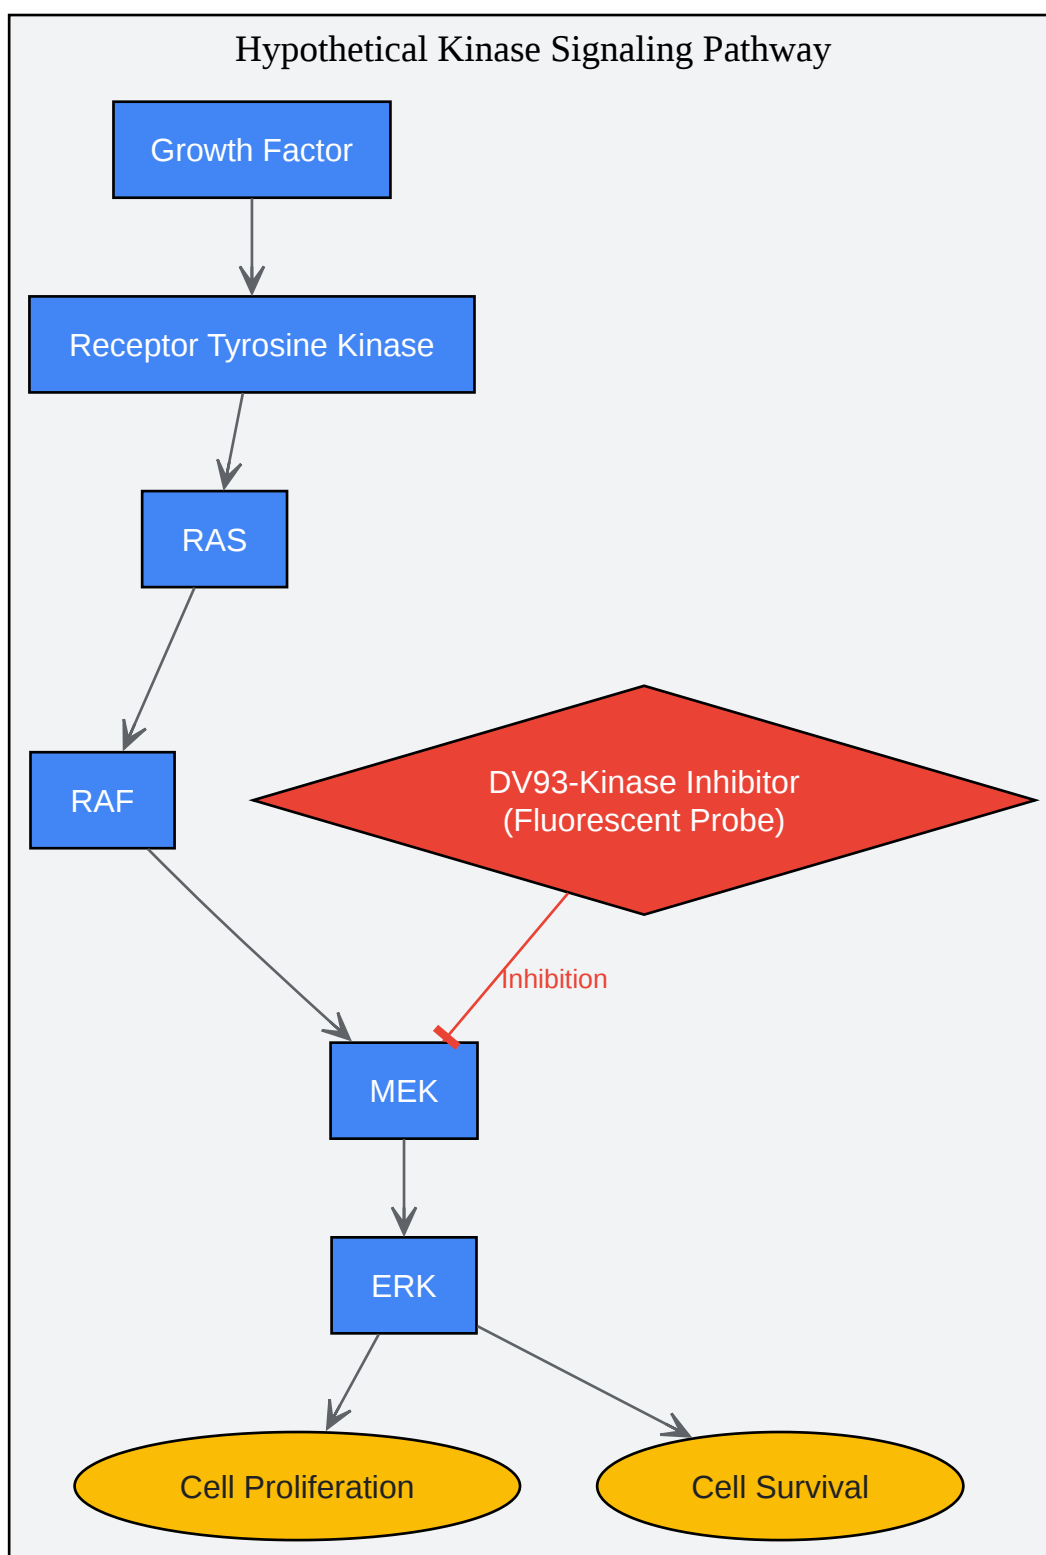 Hypothetical Kinase Signaling Pathway
Growth Factor
Receptor Tyrosine Kinase
RAS
RAF
DV93-Kinase Inhibitor
(Fluorescent Probe)
Inhibition
MEK
ERK
Cell Proliferation
Cell Survival